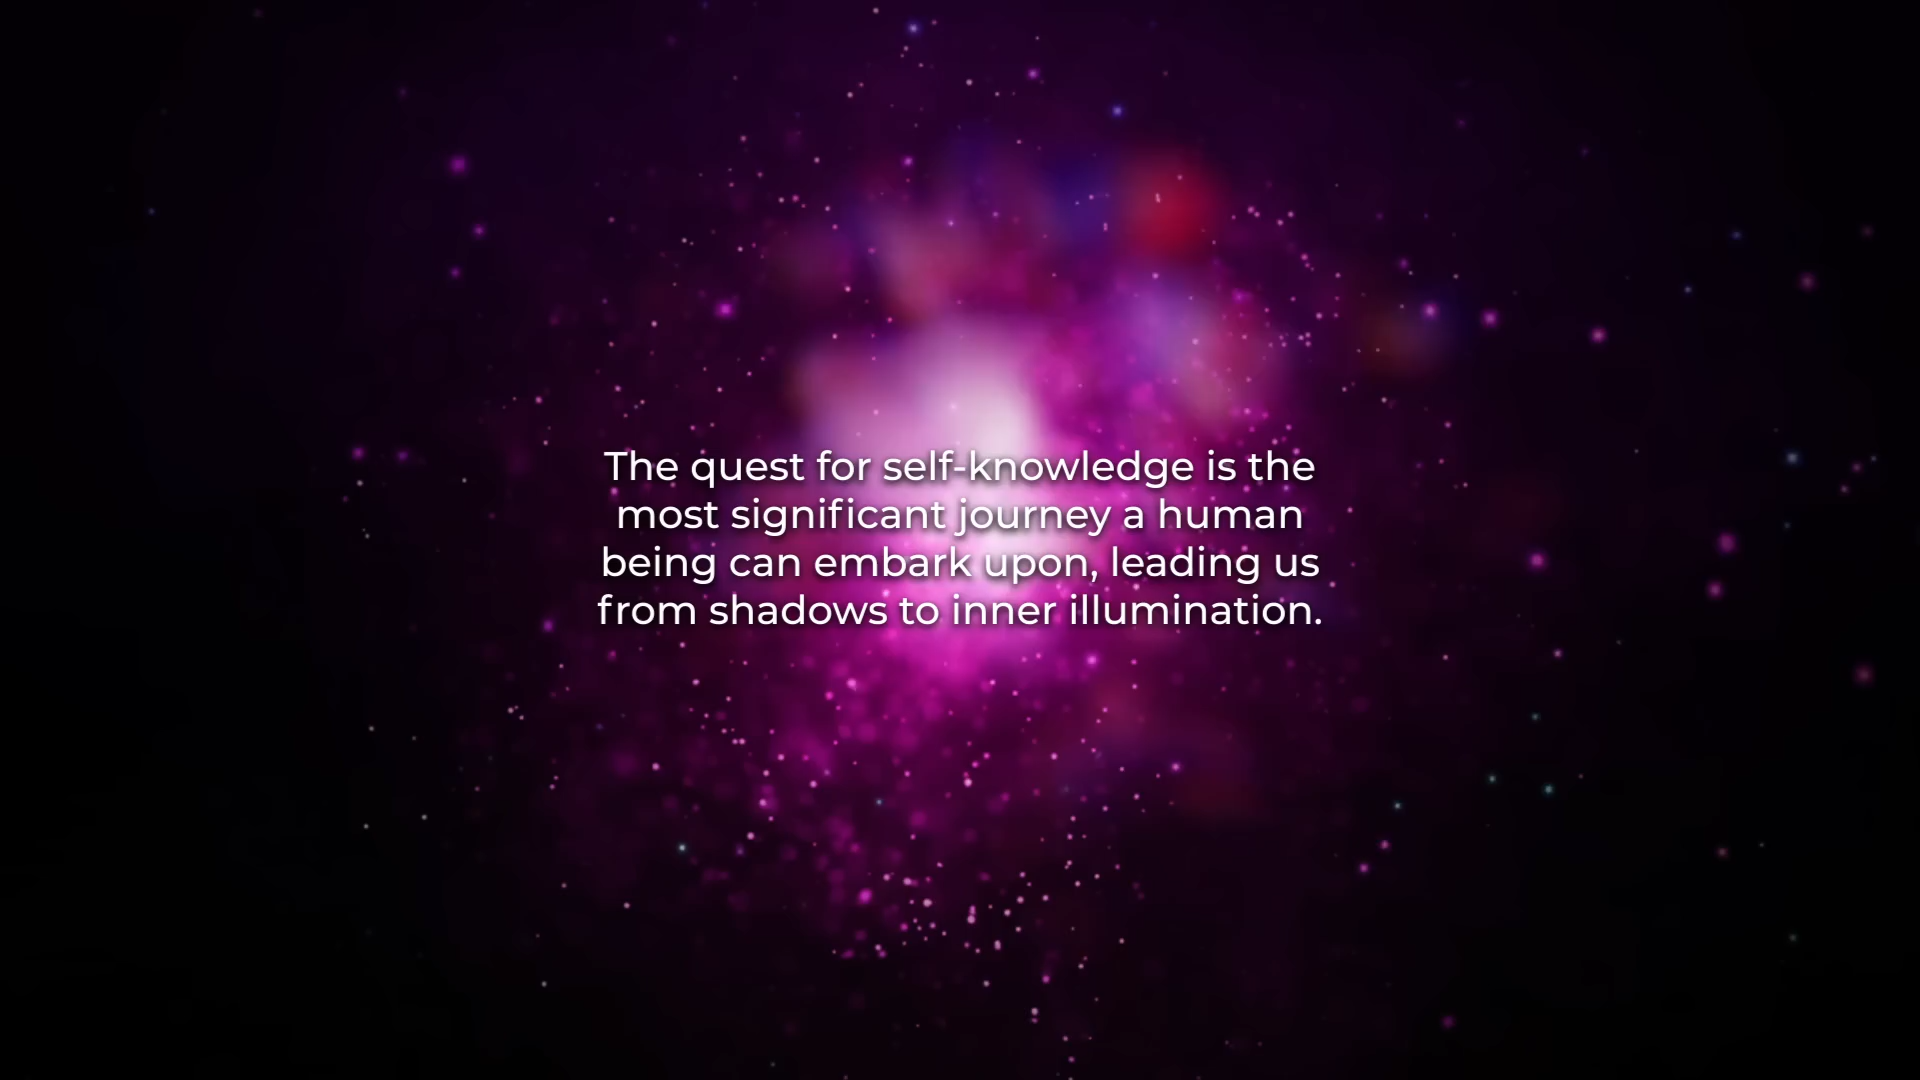 The quest for self-knowledge is the
most significant journey a human
being can embark upon, leading us
from shadows to inner illumination.